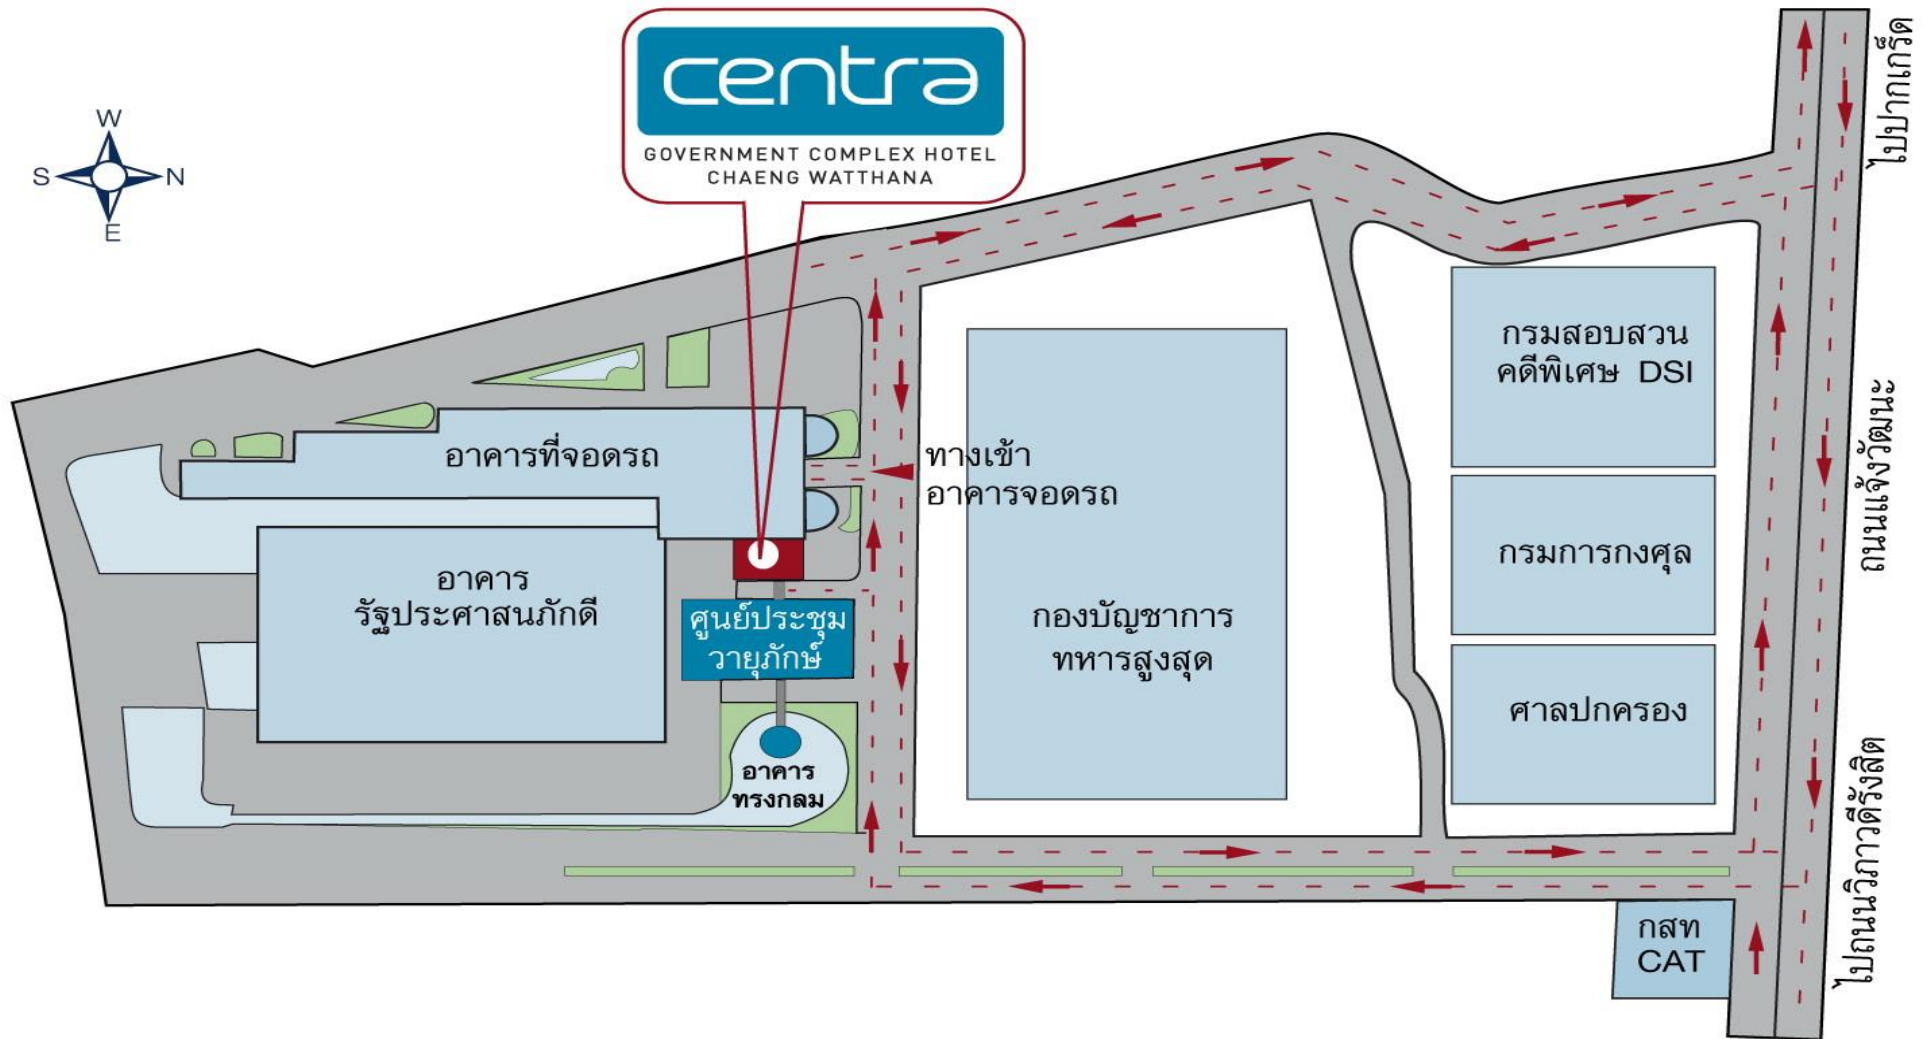 centra
GOVERNMENT COMPLEX HOTEL
CHAENG WATTHANA
W
S
N
E
ไปปากเกร็ด
กรมสอบสวน
คดีพิเศษ DSI
อาคารที่จอดรถ
ทางเข้า
อาคารจอดรถ
ถนนแจ้งวัฒนะ
กรมการกงศุล
อาคาร
รัฐประศาสนภักดี
ศูนย์ประชุม
วายุภักษ์
กองบัญชาการ
ทหารสูงสุด
ศาลปกครอง
อาคาร
ทรงกลม
ไปถนนวิภาวดีรังสิต
กสท
CAT